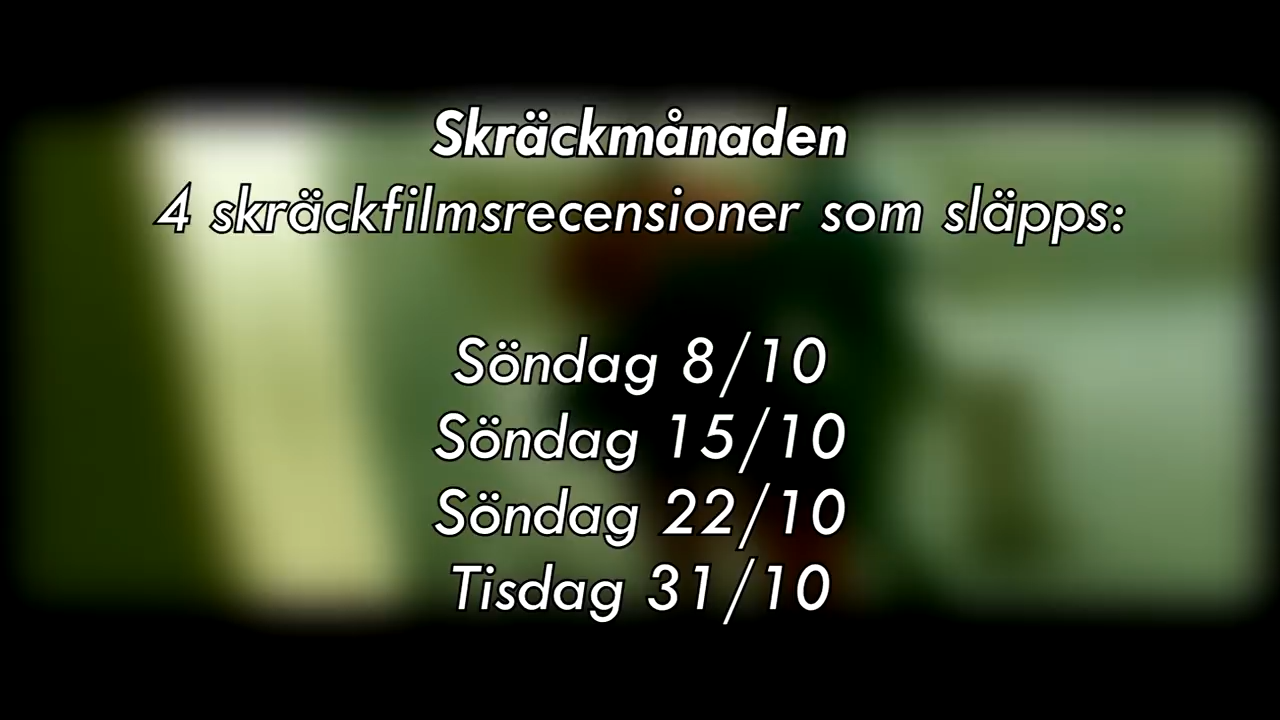 Skräckmånaden
4 skräckfilmsrecensioner som släpps:
Söndag 8/10
Söndag 15/10
Söndag 22/10
Tisdag 31/10